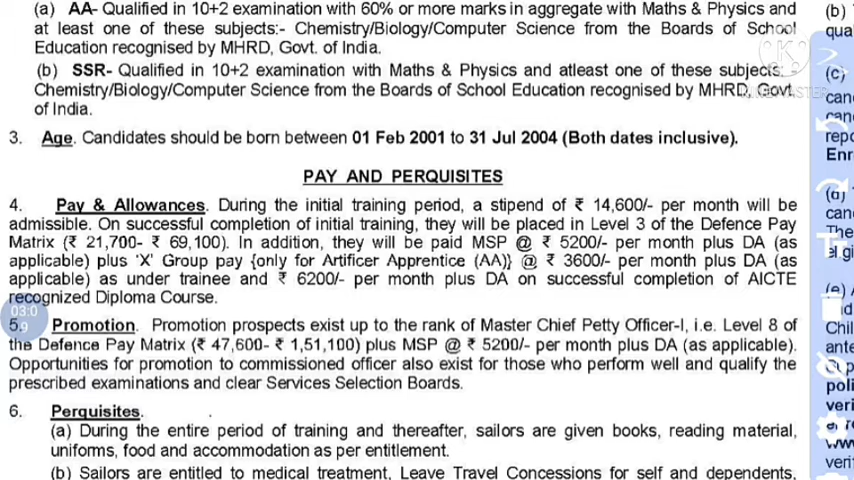 (a) AA- Qualified in 10+2 examination with 60% or more marks in aggregate with Maths & Physics and
at least one of these subjects:- Chemistry/Biology/Computer Science from the Boards of School
Education recognised by MHRD, Govt. of India.
(b) SSR- Qualified in 10+2 examination with Maths & Physics and atleast one of these subjects:
Chemistry/Biology/Computer Science from the Boards of School Education recognised by MHRD, Govt.
of India.
3. Age. Candidates should be born between 01 Feb 2001 to 31 Jul 2004 (Both dates inclusive).
PAY AND PERQUISITES
4. Pay & Allowances. During the initial training period, a stipend of ₹ 14,600/- per month will be
admissible. On successful completion of initial training, they will be placed in Level 3 of the Defence Pay
Matrix (₹ 21,700- ₹ 69,100). In addition, they will be paid MSP @ ₹ 5200/- per month plus DA (as
applicable) plus 'X' Group pay {only for Artificer Apprentice (AA)} @ ₹ 3600/- per month plus DA (as
applicable) as under trainee and ₹ 6200/- per month plus DA on successful completion of AICTE
recognized Diploma Course.
03:0
9
5. Promotion. Promotion prospects exist up to the rank of Master Chief Petty Officer-I, i.e. Level 8 of
the Defence Pay Matrix (₹ 47,600- ₹ 1,51,100) plus MSP @ ₹ 5200/- per month plus DA (as applicable).
Opportunities for promotion to commissioned officer also exist for those who perform well and qualify the
prescribed examinations and clear Services Selection Boards.
6. Perquisites.
(a) During the entire period of training and thereafter, sailors are given books, reading material,
uniforms, food and accommodation as per entitlement.
(b) Sailors are entitled to medical treatment, Leave Travel Concessions for self and dependents,
(b)
qual
(c)
cand
repo
Enr
(d)
cand
The
(e)
Chil
ante
poli
veri
verif